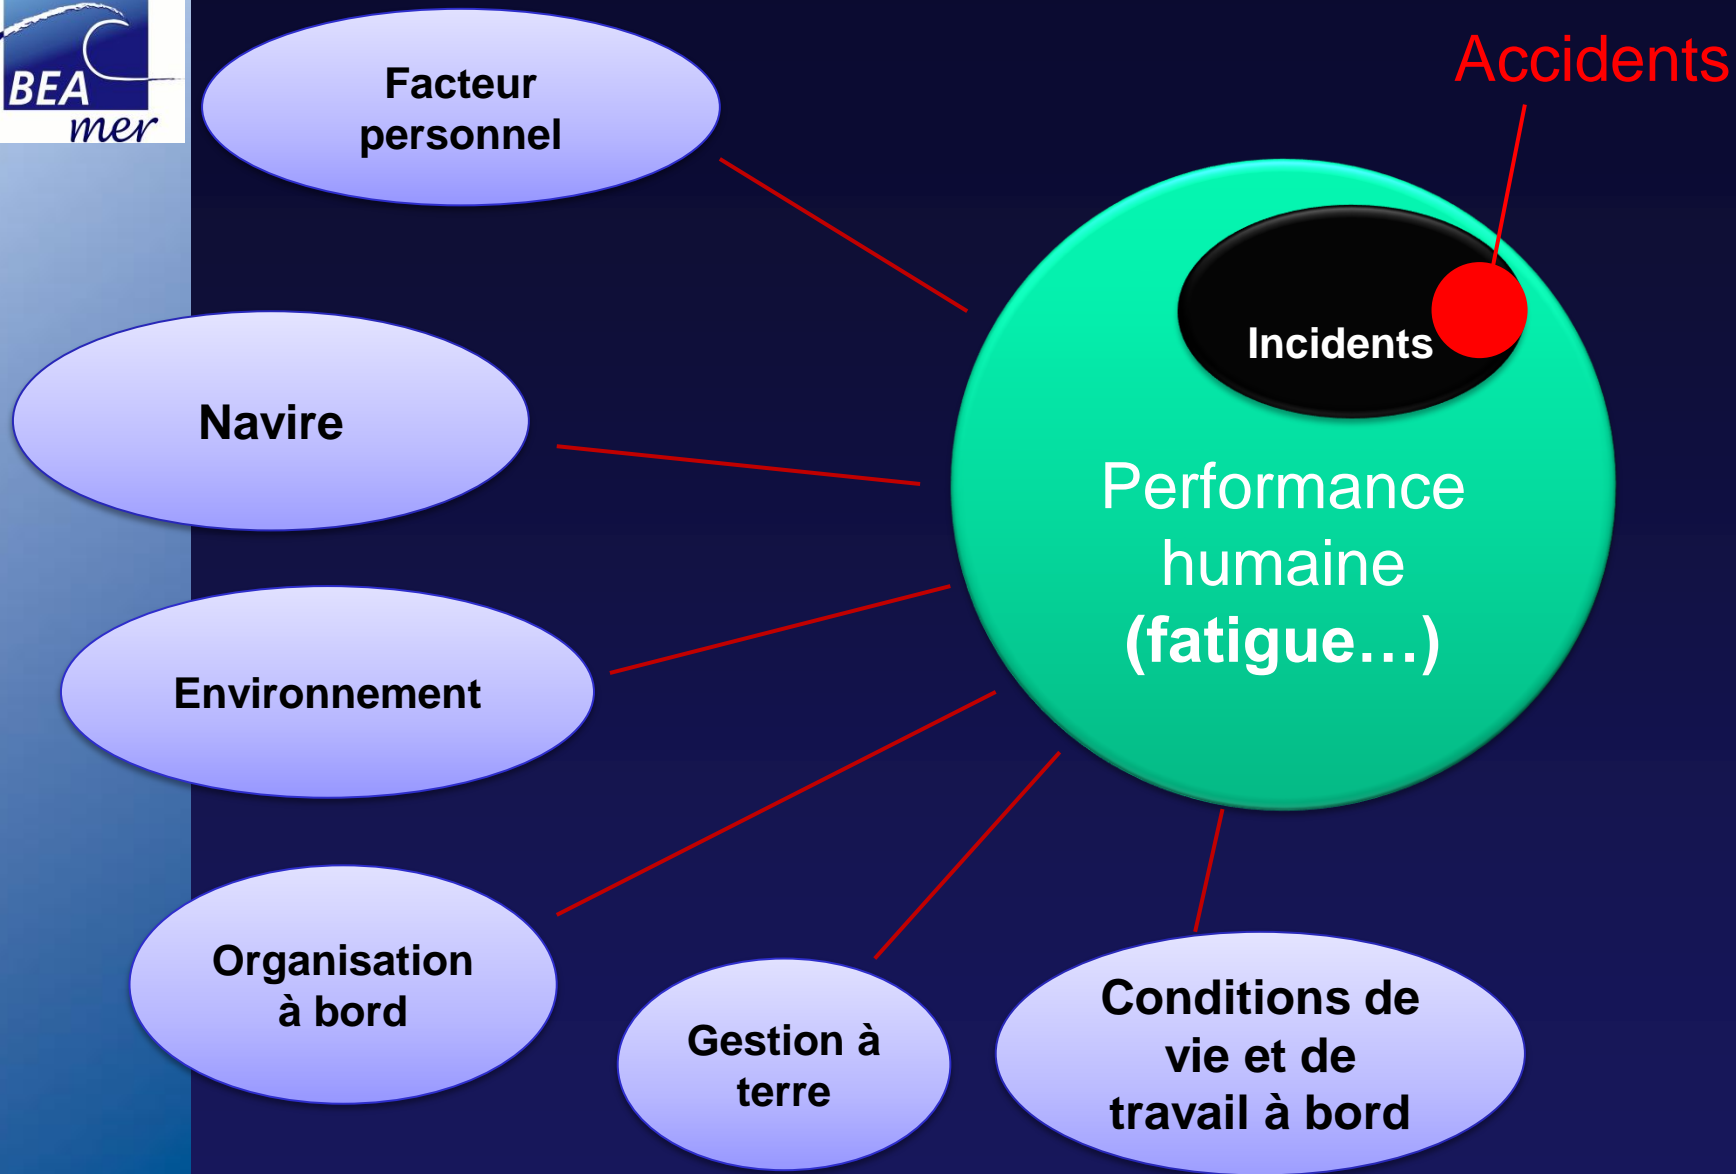 BEA
mer
Facteur
personnel
Accidents
Incidents
Navire
Performance
humaine
(fatigue…)
Environnement
Organisation
à bord
Gestion à
terre
Conditions de
vie et de
travail à bord